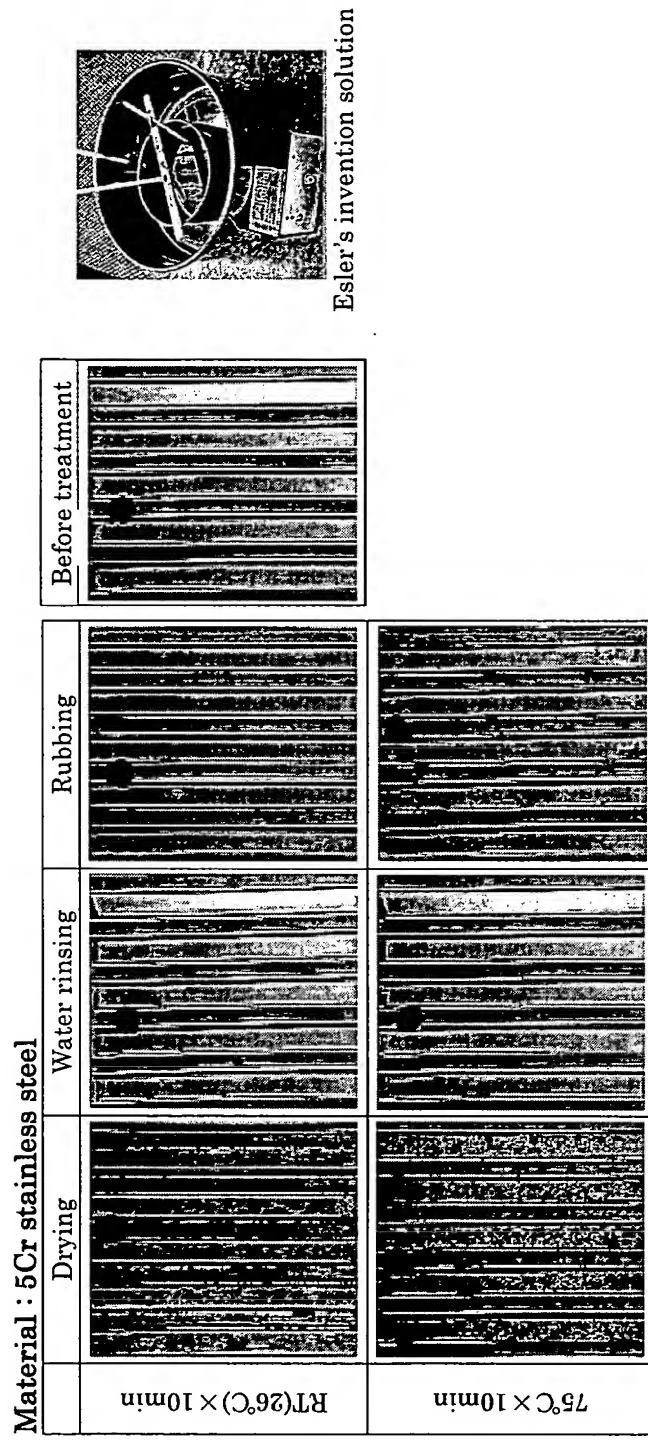 Material : 5Cr stainless steel
Drying
Water rinsing
Rubbing
Before treatment
RT(26℃)×10min
75℃×10min
Esler's invention solution